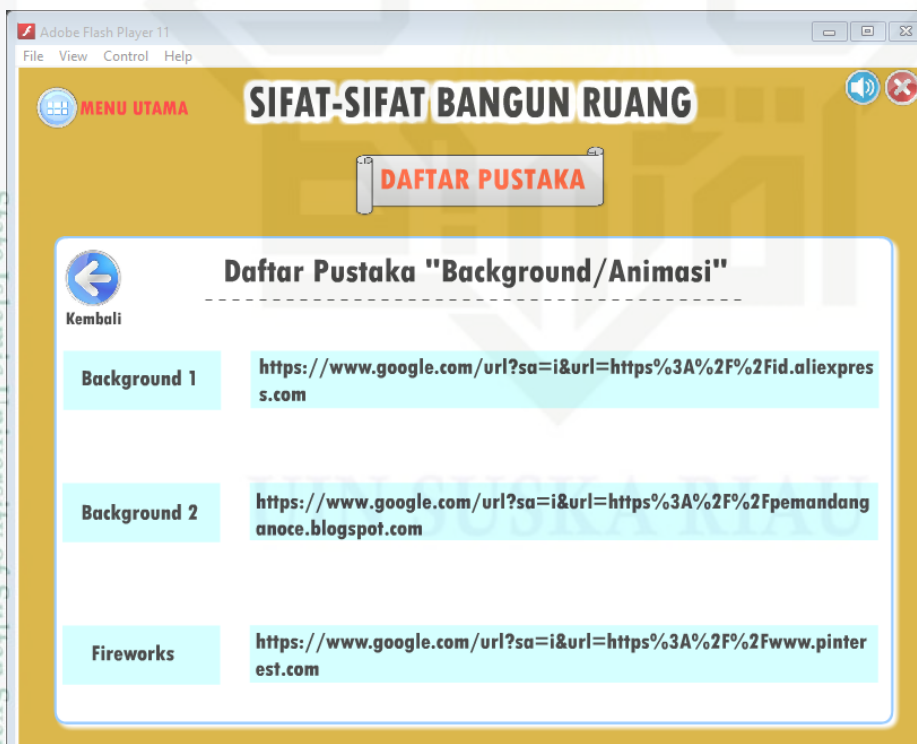 Adobe Flash Player 11
File View Control Help
MENU UTAMA
SIFAT-SIFAT BANGUN RUANG
DAFTAR PUSTAKA
Daftar Pustaka "Background/Animasi"
Kembali
Background 1
https://www.google.com/url?sa=i&url=https%3A%2F%2Fid.aliexpres
s.com
Background 2
https://www.google.com/url?sa=i&url=https%3A%2F%2Fpemandang
anoce.blogspot.com
UIN SUSKA RIAU
Fireworks
https://www.google.com/url?sa=i&url=https%3A%2F%2Fwww.pinter
est.com